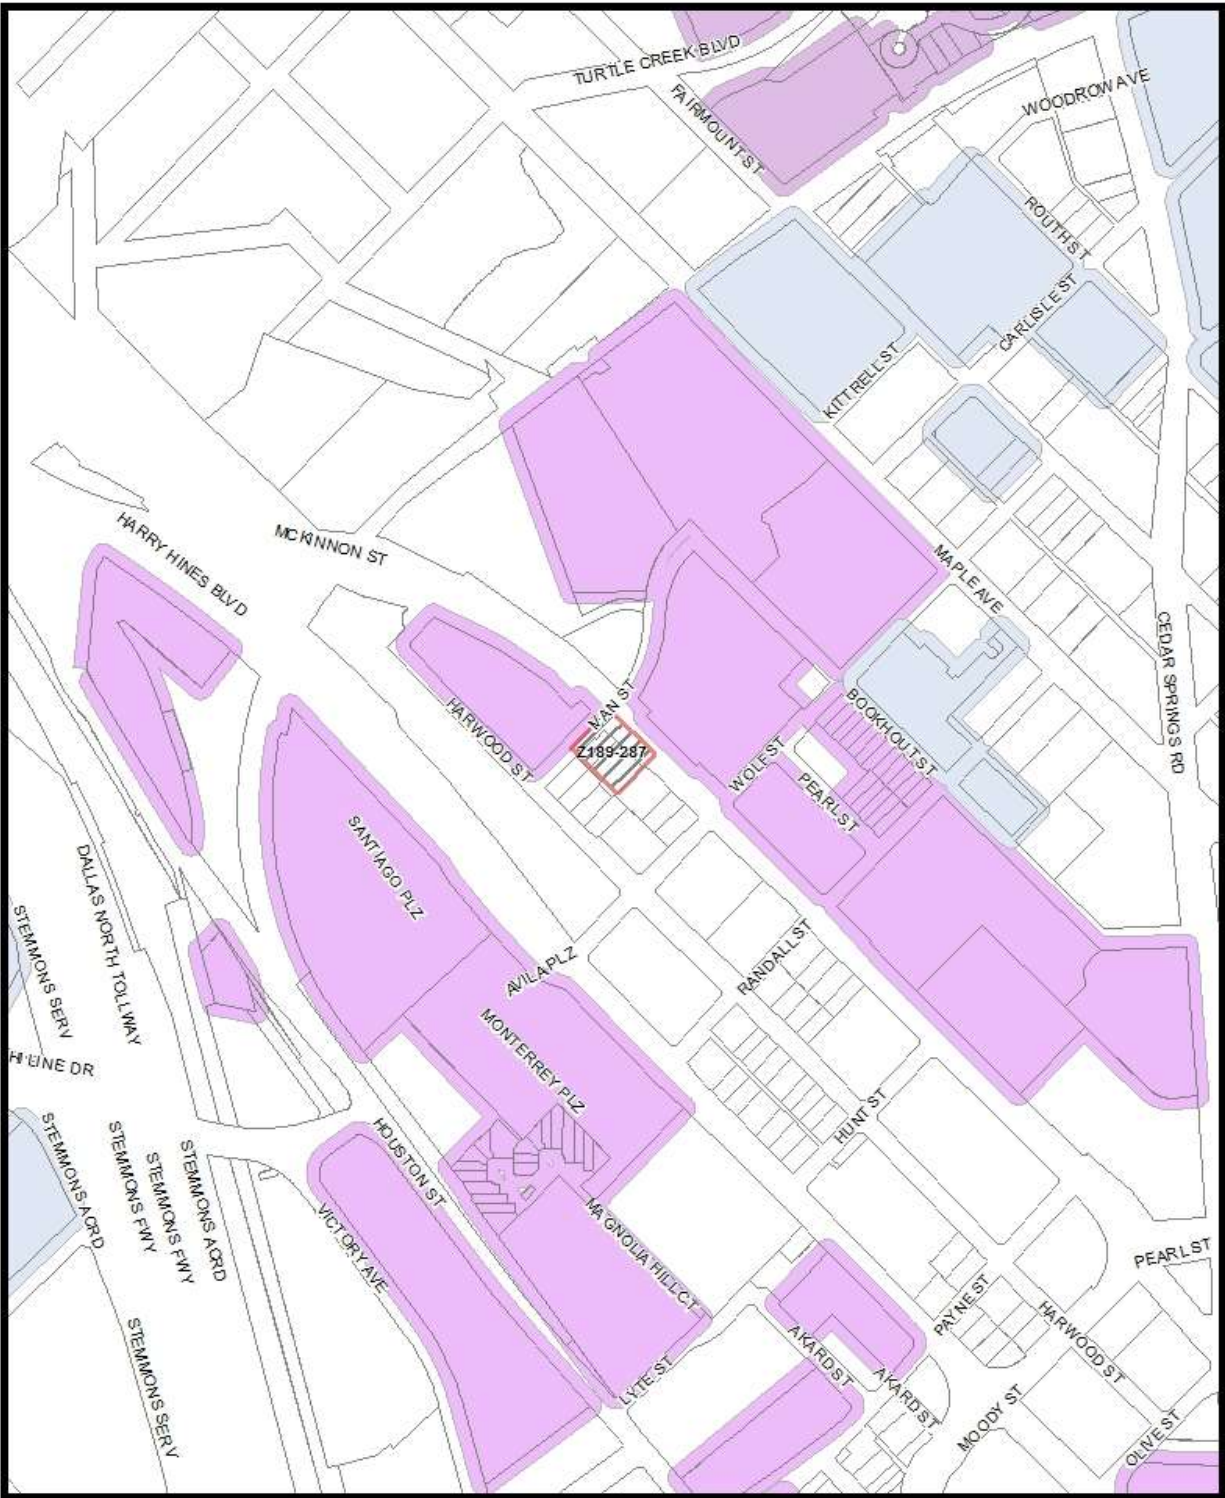 TURTLE CREEK BLVD
FAIRMOUNT ST
WOODROW AVE
ROUTH ST
CARLISLE ST
KITTRELL ST
HARRY HINES BLVD
MCKINNON ST
MAPLE AVE
CEDAR SPRINGS RD
IVAN ST
HARWOOD ST
Z189-287
BOOKHOUT ST
WOLF ST
PEARL ST
SANTIAGO PLZ
DALLAS NORTH TOLLWAY
STEMMONS SERV
AVILA PLZ
RANDALL ST
MONTERREY PLZ
HI LINE DR
HUNT ST
STEMMONS ACRD
STEMMONS FWY
STEMMONS FWY
STEMMONS ACRD
HOUSTON ST
VICTORY AVE
MAGNOLIA HILL CT
PEARL ST
PAYNE ST
HARWOOD ST
STEMMONS SERV
LYTE ST
AKARD ST
AKARD ST
MOODY ST
OLIVE ST